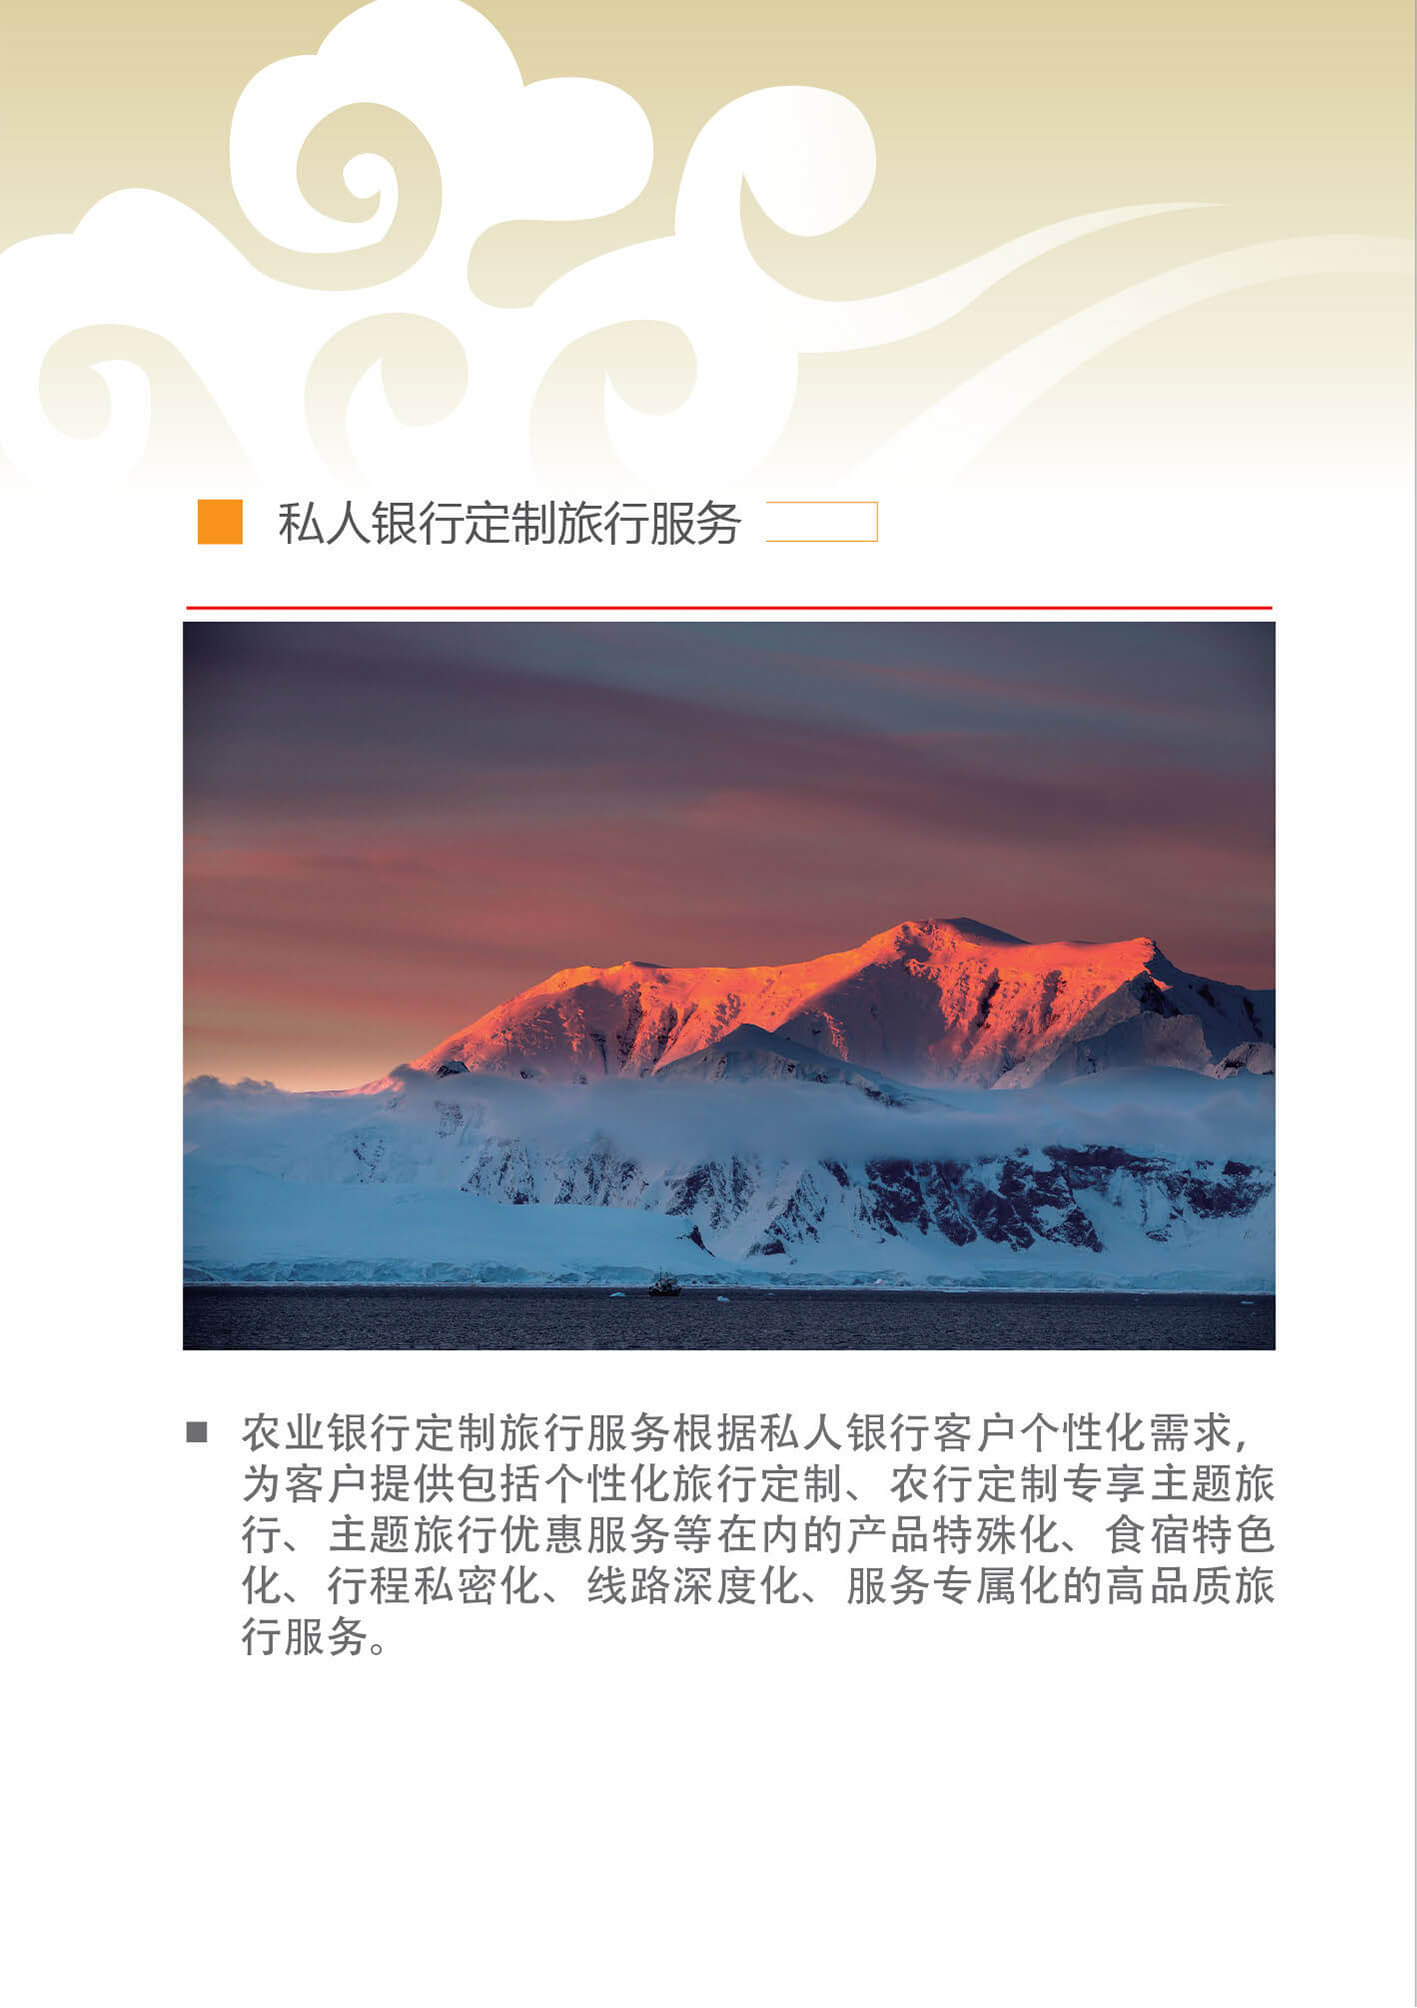 私人银行定制旅行服务
农业银行定制旅行服务根据私人银行客户个性化需求，
为客户提供包括个性化旅行定制、农行定制专享主题旅
行、主题旅行优惠服务等在内的产品特殊化、食宿特色
化、行程私密化、线路深度化、服务专属化的高品质旅
行服务。